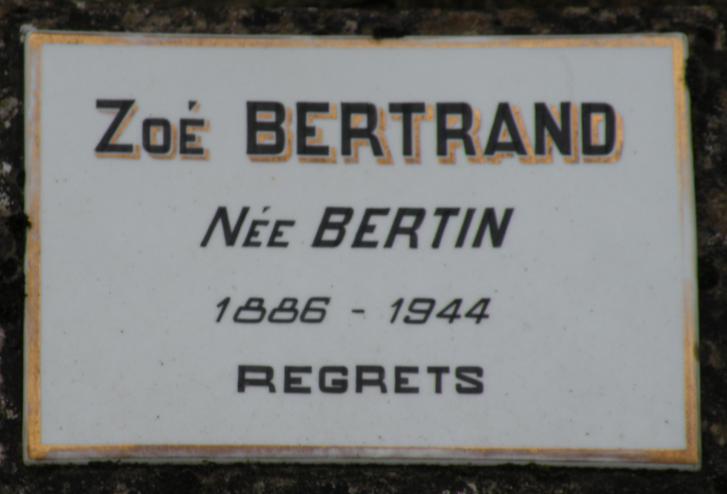 Zoé BERTRAND
Née BERTIN
1886 - 1944
REGRETS